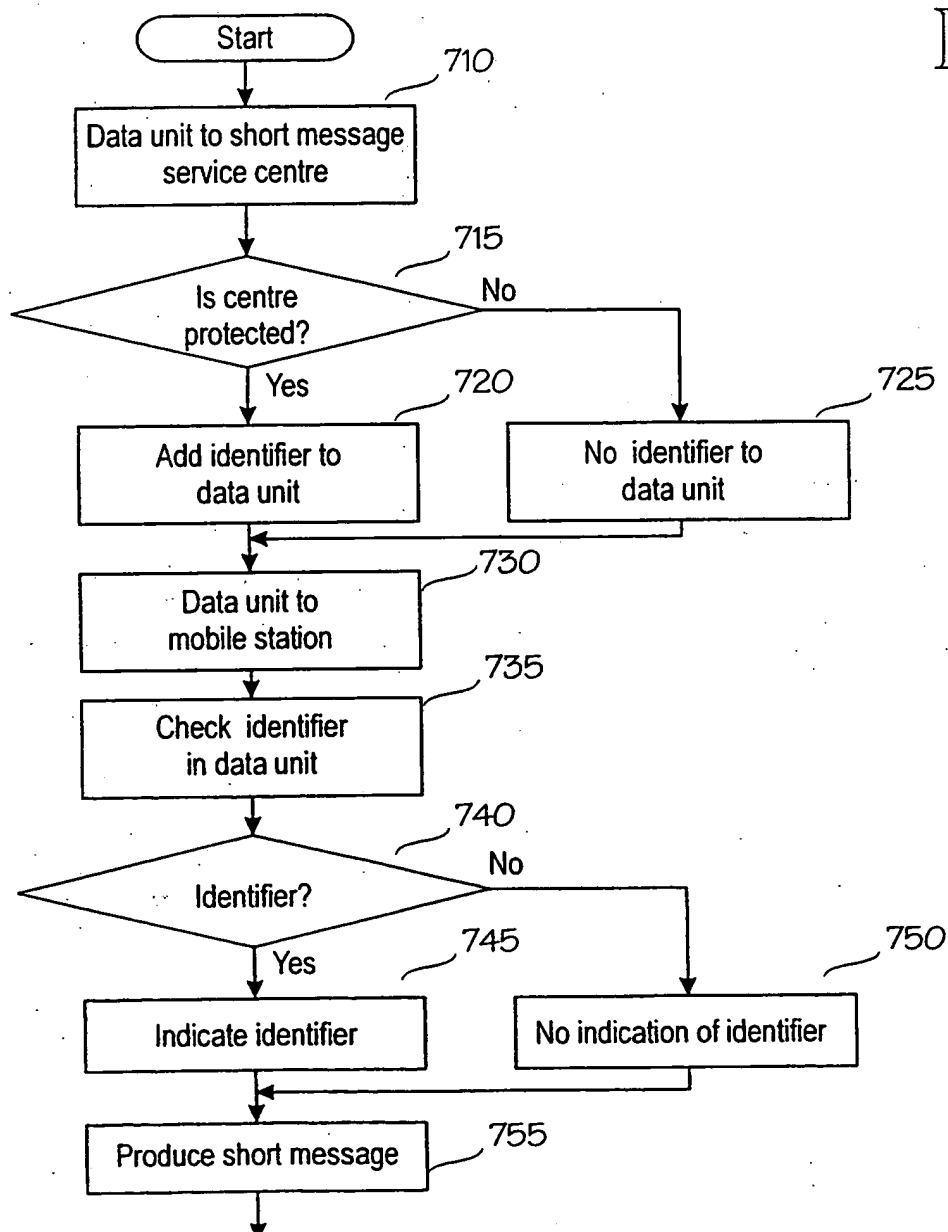 Start
710
Data unit to short message
service centre
715
Is centre
protected?
No
Yes
720
725
Add identifier to
data unit
No identifier to
data unit
730
Data unit to
mobile station
735
Check identifier
in data unit
740
Identifier?
No
Yes
745
750
Indicate identifier
No indication of identifier
755
Produce short message